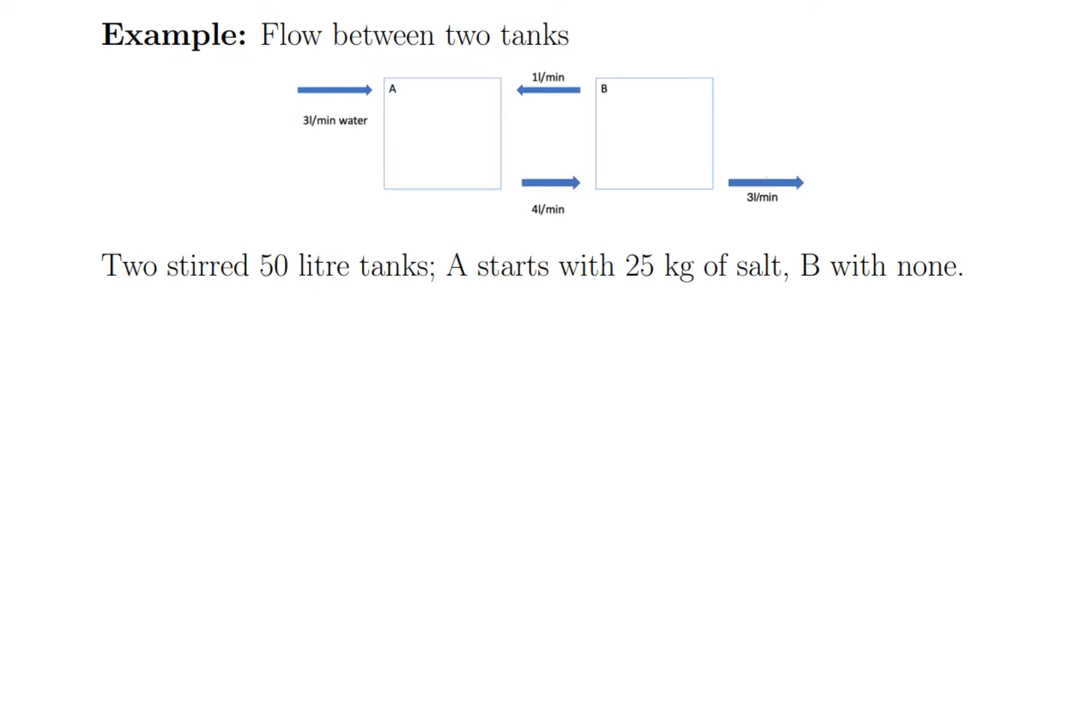 Example: Flow between two tanks
1l/min
A
B
3l/min water
4l/min
3l/min
Two stirred 50 litre tanks; A starts with 25 kg of salt, B with none.